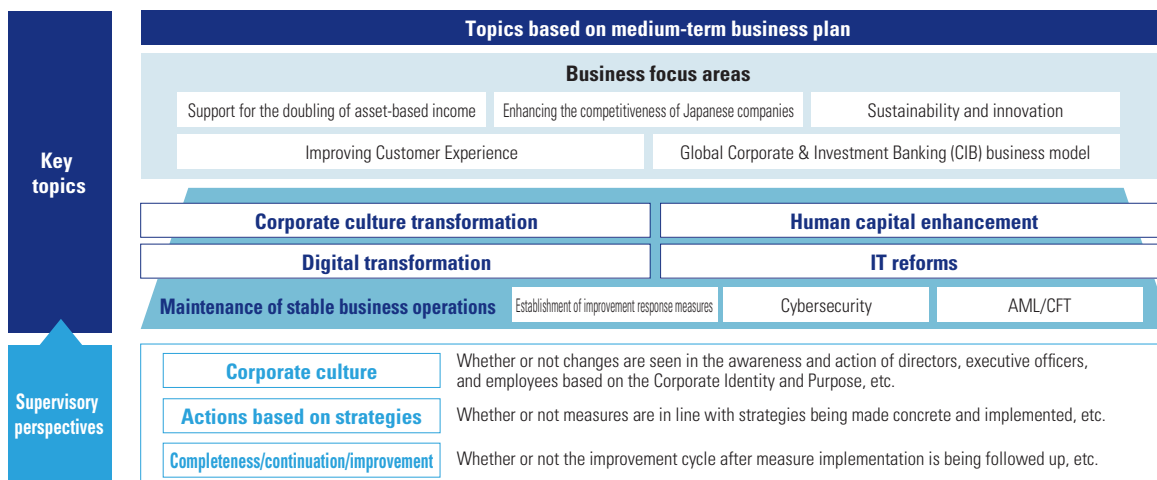 Key
topics
Topics based on medium-term business plan
Business focus areas
Support for the doubling of asset-based income
Enhancing the competitiveness of Japanese companies
Sustainability and innovation
Improving Customer Experience
Global Corporate & Investment Banking (CIB) business model
Corporate culture transformation
Human capital enhancement
Digital transformation
IT reforms
Maintenance of stable business operations
Establishment of improvement response measures
Cybersecurity
AML/CFT
Supervisory
perspectives
Corporate culture
Whether or not changes are seen in the awareness and action of directors, executive officers,
and employees based on the Corporate Identity and Purpose, etc.
Actions based on strategies
Whether or not measures are in line with strategies being made concrete and implemented, etc.
Completeness/continuation/improvement
Whether or not the improvement cycle after measure implementation is being followed up, etc.